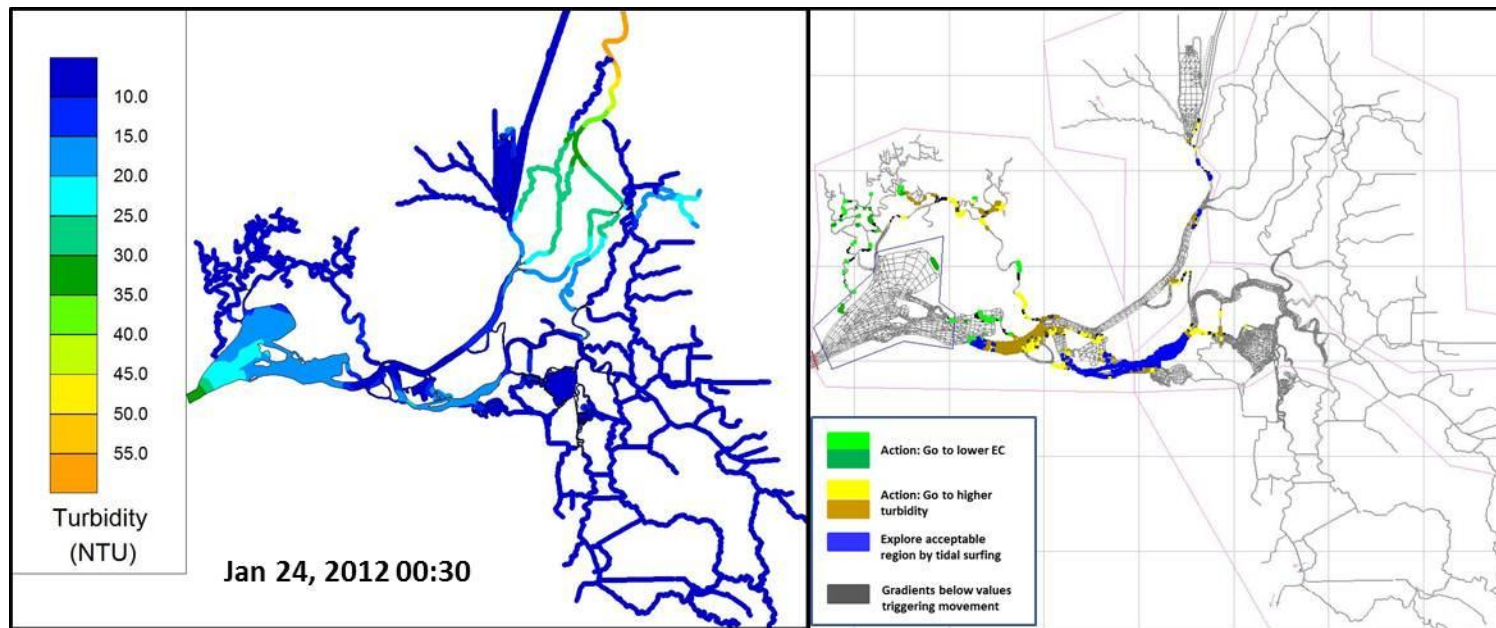 10.0
15.0
20.0
25.0
30.0
35.0
40.0
45.0
50.0
55.0
Turbidity
(NTU)
Jan 24, 2012 00:30
Action: Go to lower EC
Action: Go to higher
turbidity
Explore acceptable
region by tidal surfing
Gradients below values
triggering movement